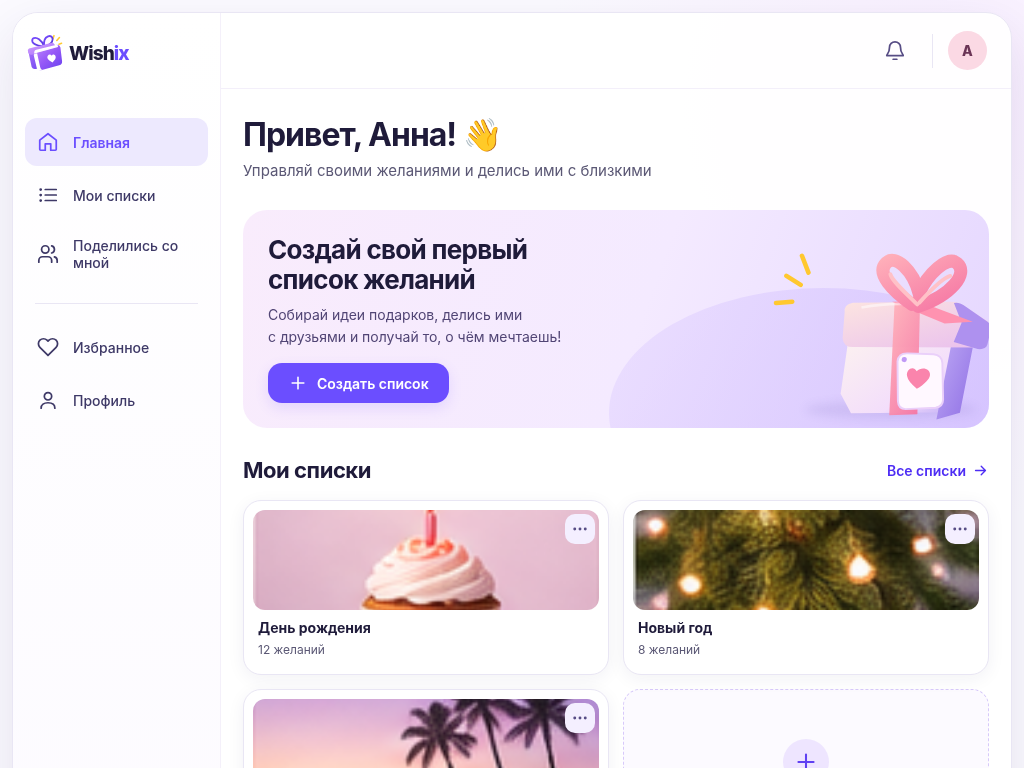 Wishix
A
Главная
Мои списки
Поделились со
мной
Избранное
Профиль
Привет, Анна! 👋
Управляй своими желаниями и делись ими с близкими
Создай свой первый
список желаний
Собирай идеи подарков, делись ими
с друзьями и получай то, о чём мечтаешь!
Создать список
Мои списки
Все списки →
День рождения
12 желаний
Новый год
8 желаний